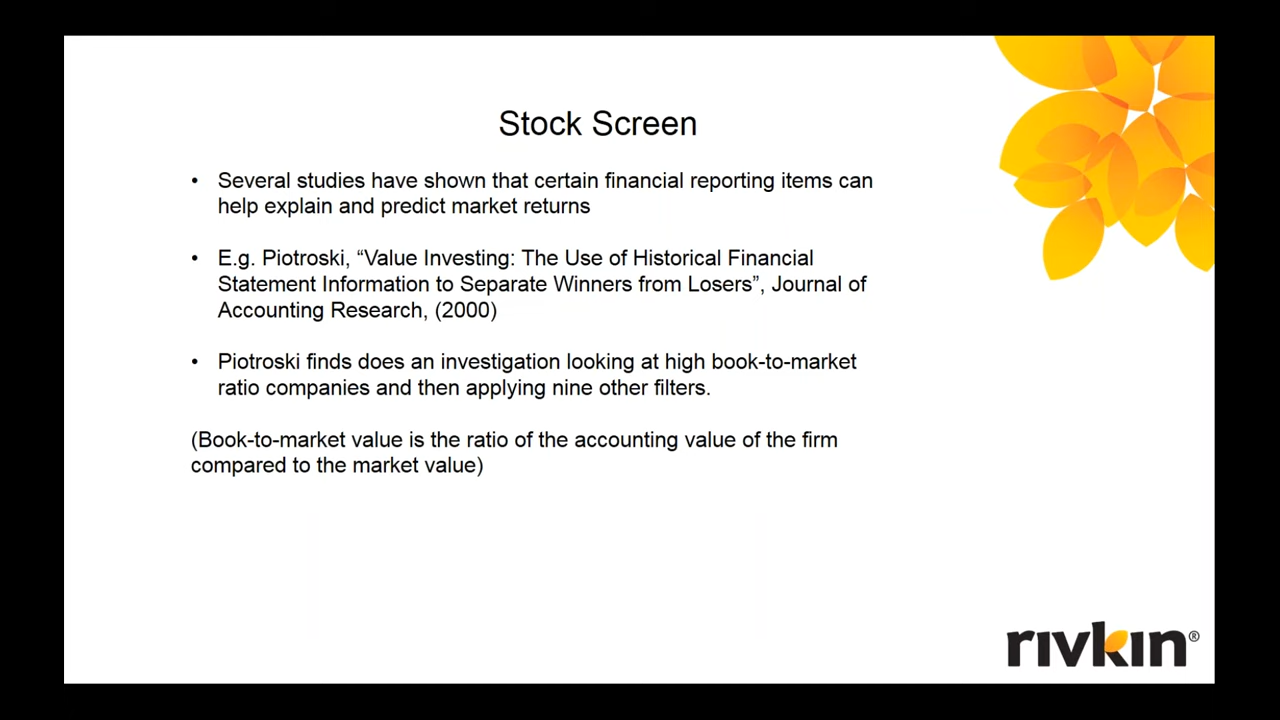 Stock Screen
• Several studies have shown that certain financial reporting items can
help explain and predict market returns
• E.g. Piotroski, “Value Investing: The Use of Historical Financial
Statement Information to Separate Winners from Losers”, Journal of
Accounting Research, (2000)
• Piotroski finds does an investigation looking at high book-to-market
ratio companies and then applying nine other filters.
(Book-to-market value is the ratio of the accounting value of the firm
compared to the market value)
rivkin®